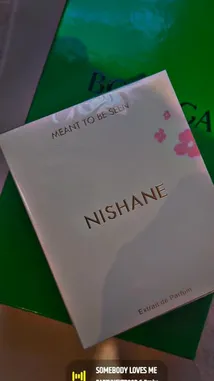 MEANT TO BE SEEN
NISHANE
Extrait de Parfum
SOMEBODY LOVES ME